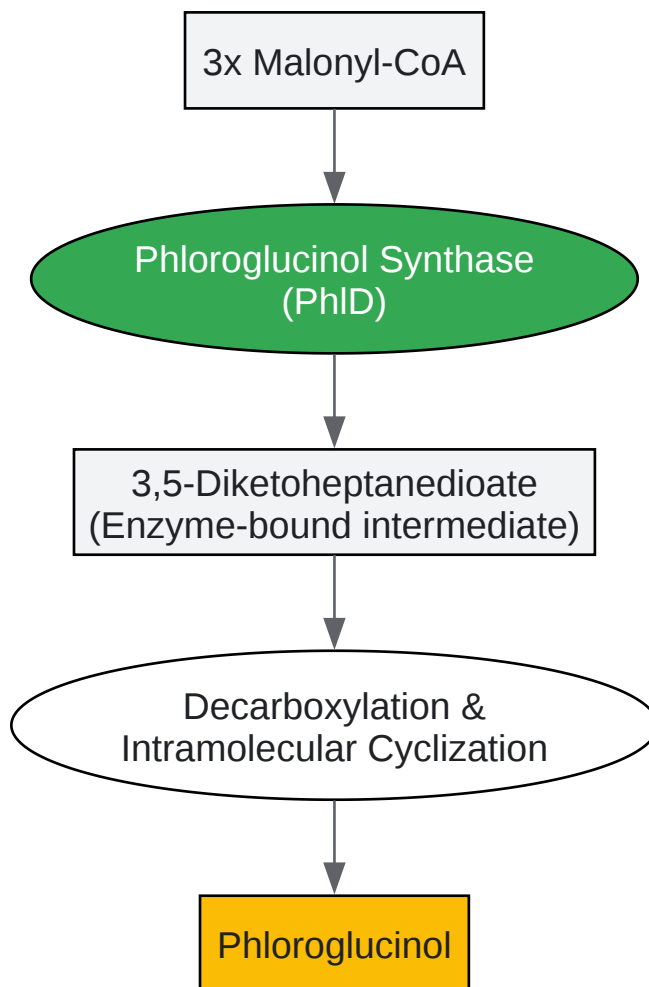 3x Malonyl-CoA
Phloroglucinol Synthase
(PhlD)
3,5-Diketoheptanedioate
(Enzyme-bound intermediate)
Decarboxylation &
Intramolecular Cyclization
Phloroglucinol